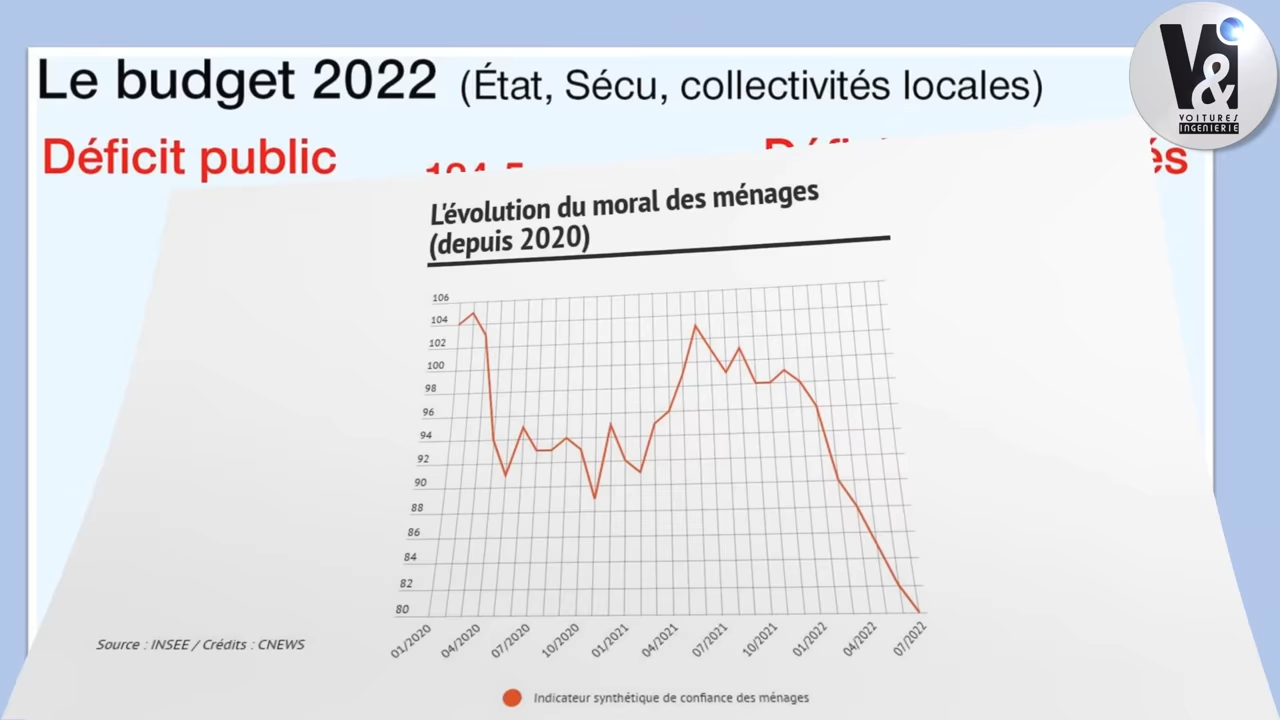 Le budget 2022 (État, Sécu, collectivités locales)
Déficit public
L'évolution du moral des ménages
(depuis 2020)
106
104
102
100
98
96
94
92
90
88
86
84
82
80
01/2020
04/2020
07/2020
10/2020
01/2021
04/2021
07/2021
10/2021
01/2022
04/2022
07/2022
Source : INSEE / Crédits : CNEWS
Indicateur synthétique de confiance des ménages
V&i
VOITURES
INGENIERIE